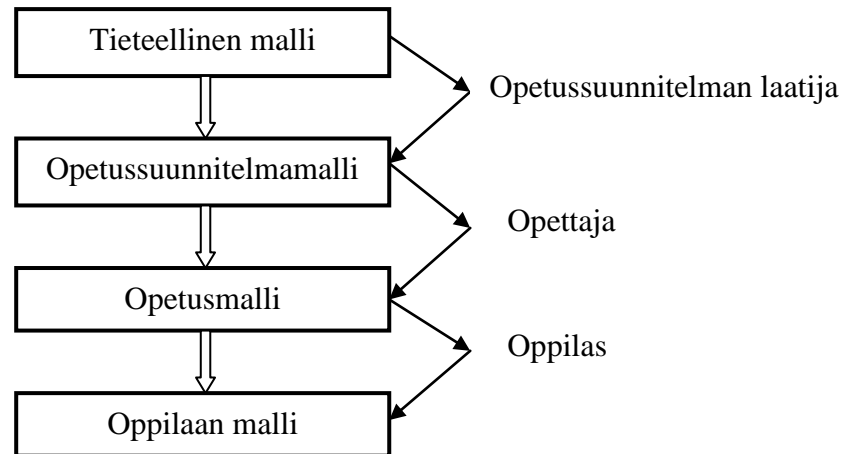 Tieteellinen malli
Opetussuunnitelman laatija
Opetussuunnitelmamalli
Opettaja
Opetusmalli
Oppilas
Oppilaan malli